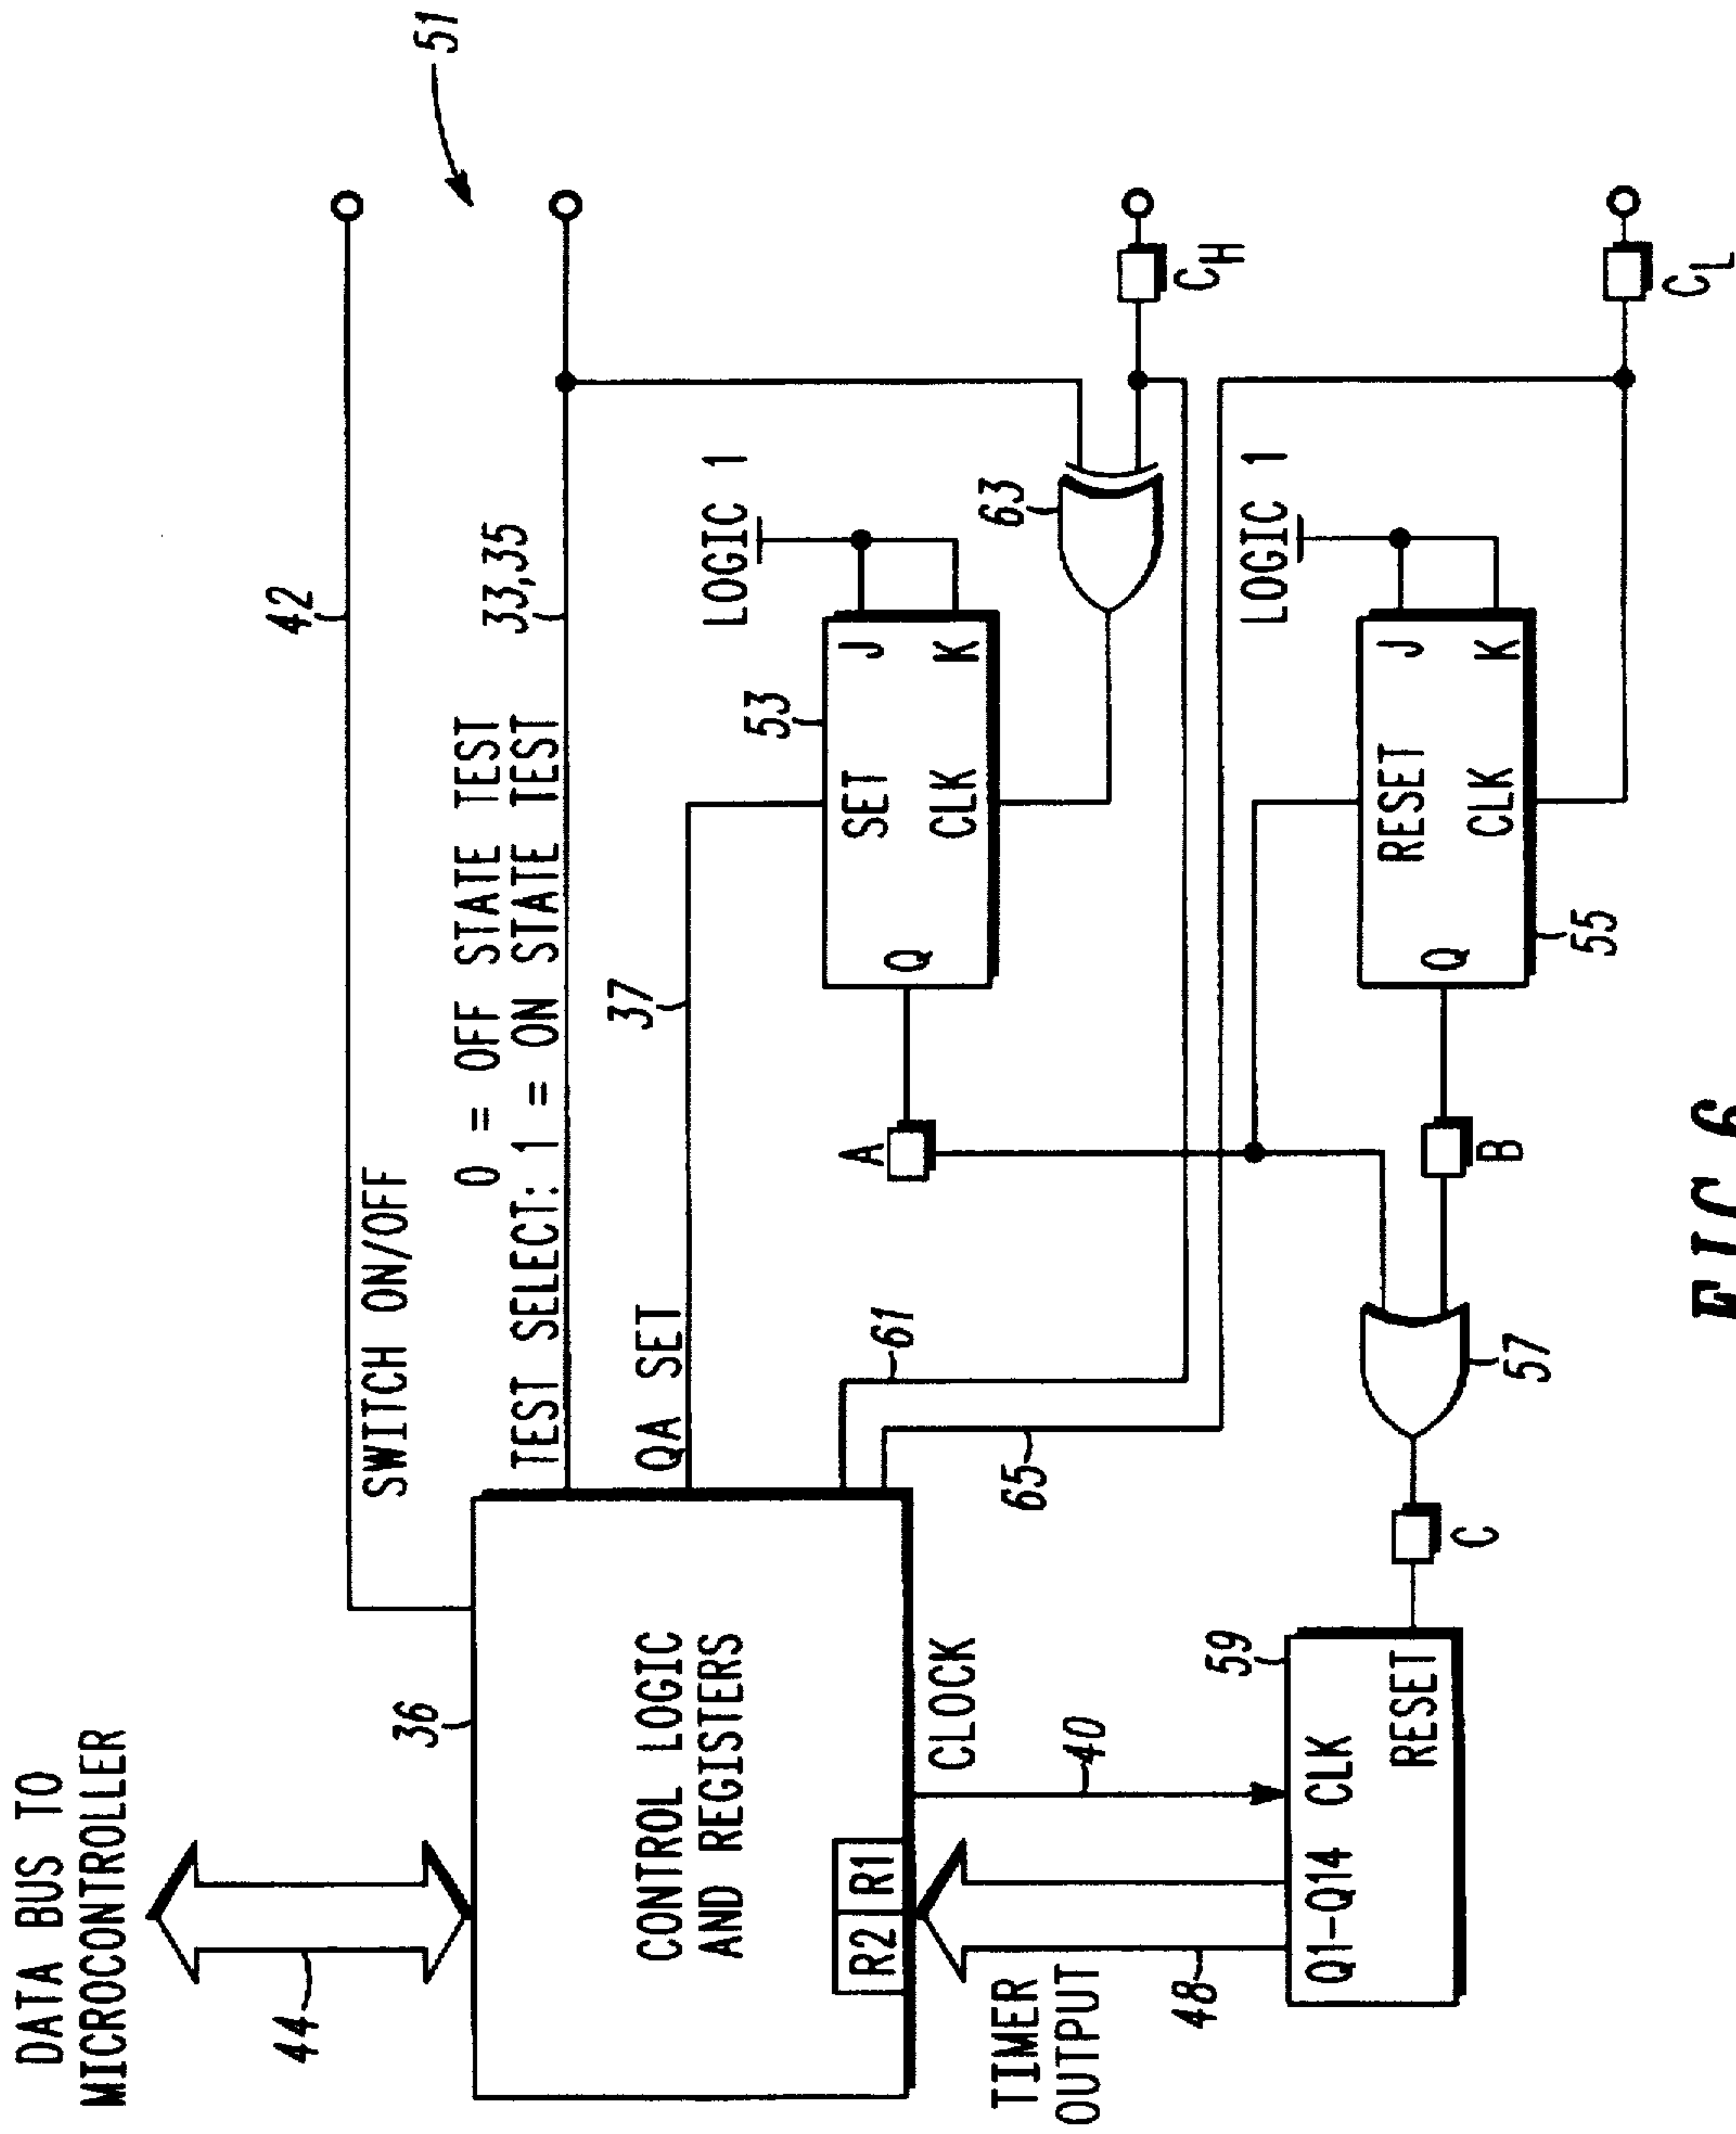 DATA BUS TO
MICROCONTROLLER
44
36
CONTROL LOGIC
AND REGISTERS
R2 R1
SWITCH ON/OFF
42
0 = OFF STATE TEST
TEST SELECT: 1 = ON STATE TEST
33,35
51
QA SET
37
61
65
CLOCK
40
TIMER
OUTPUT
48
59
Q1-Q14 CLK
RESET
C
57
A
B
53
SET
J
Q
CLK
K
LOGIC 1
63
C_H
55
RESET
J
Q
CLK
K
LOGIC 1
C_L
FIG. 6